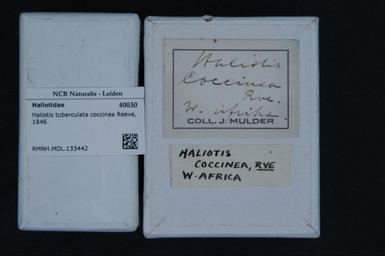 NCB Naturalis - Leiden
Haliotidae 40030
Haliotis tuberculata coccinea Reeve,
1846
RMNH.MOL.133442
Haliotis
Coccinea
Rve.
W. Afrika.
COLL. J. MULDER
HALIOTIS
COCCINEA, RVE
W-AFRICA